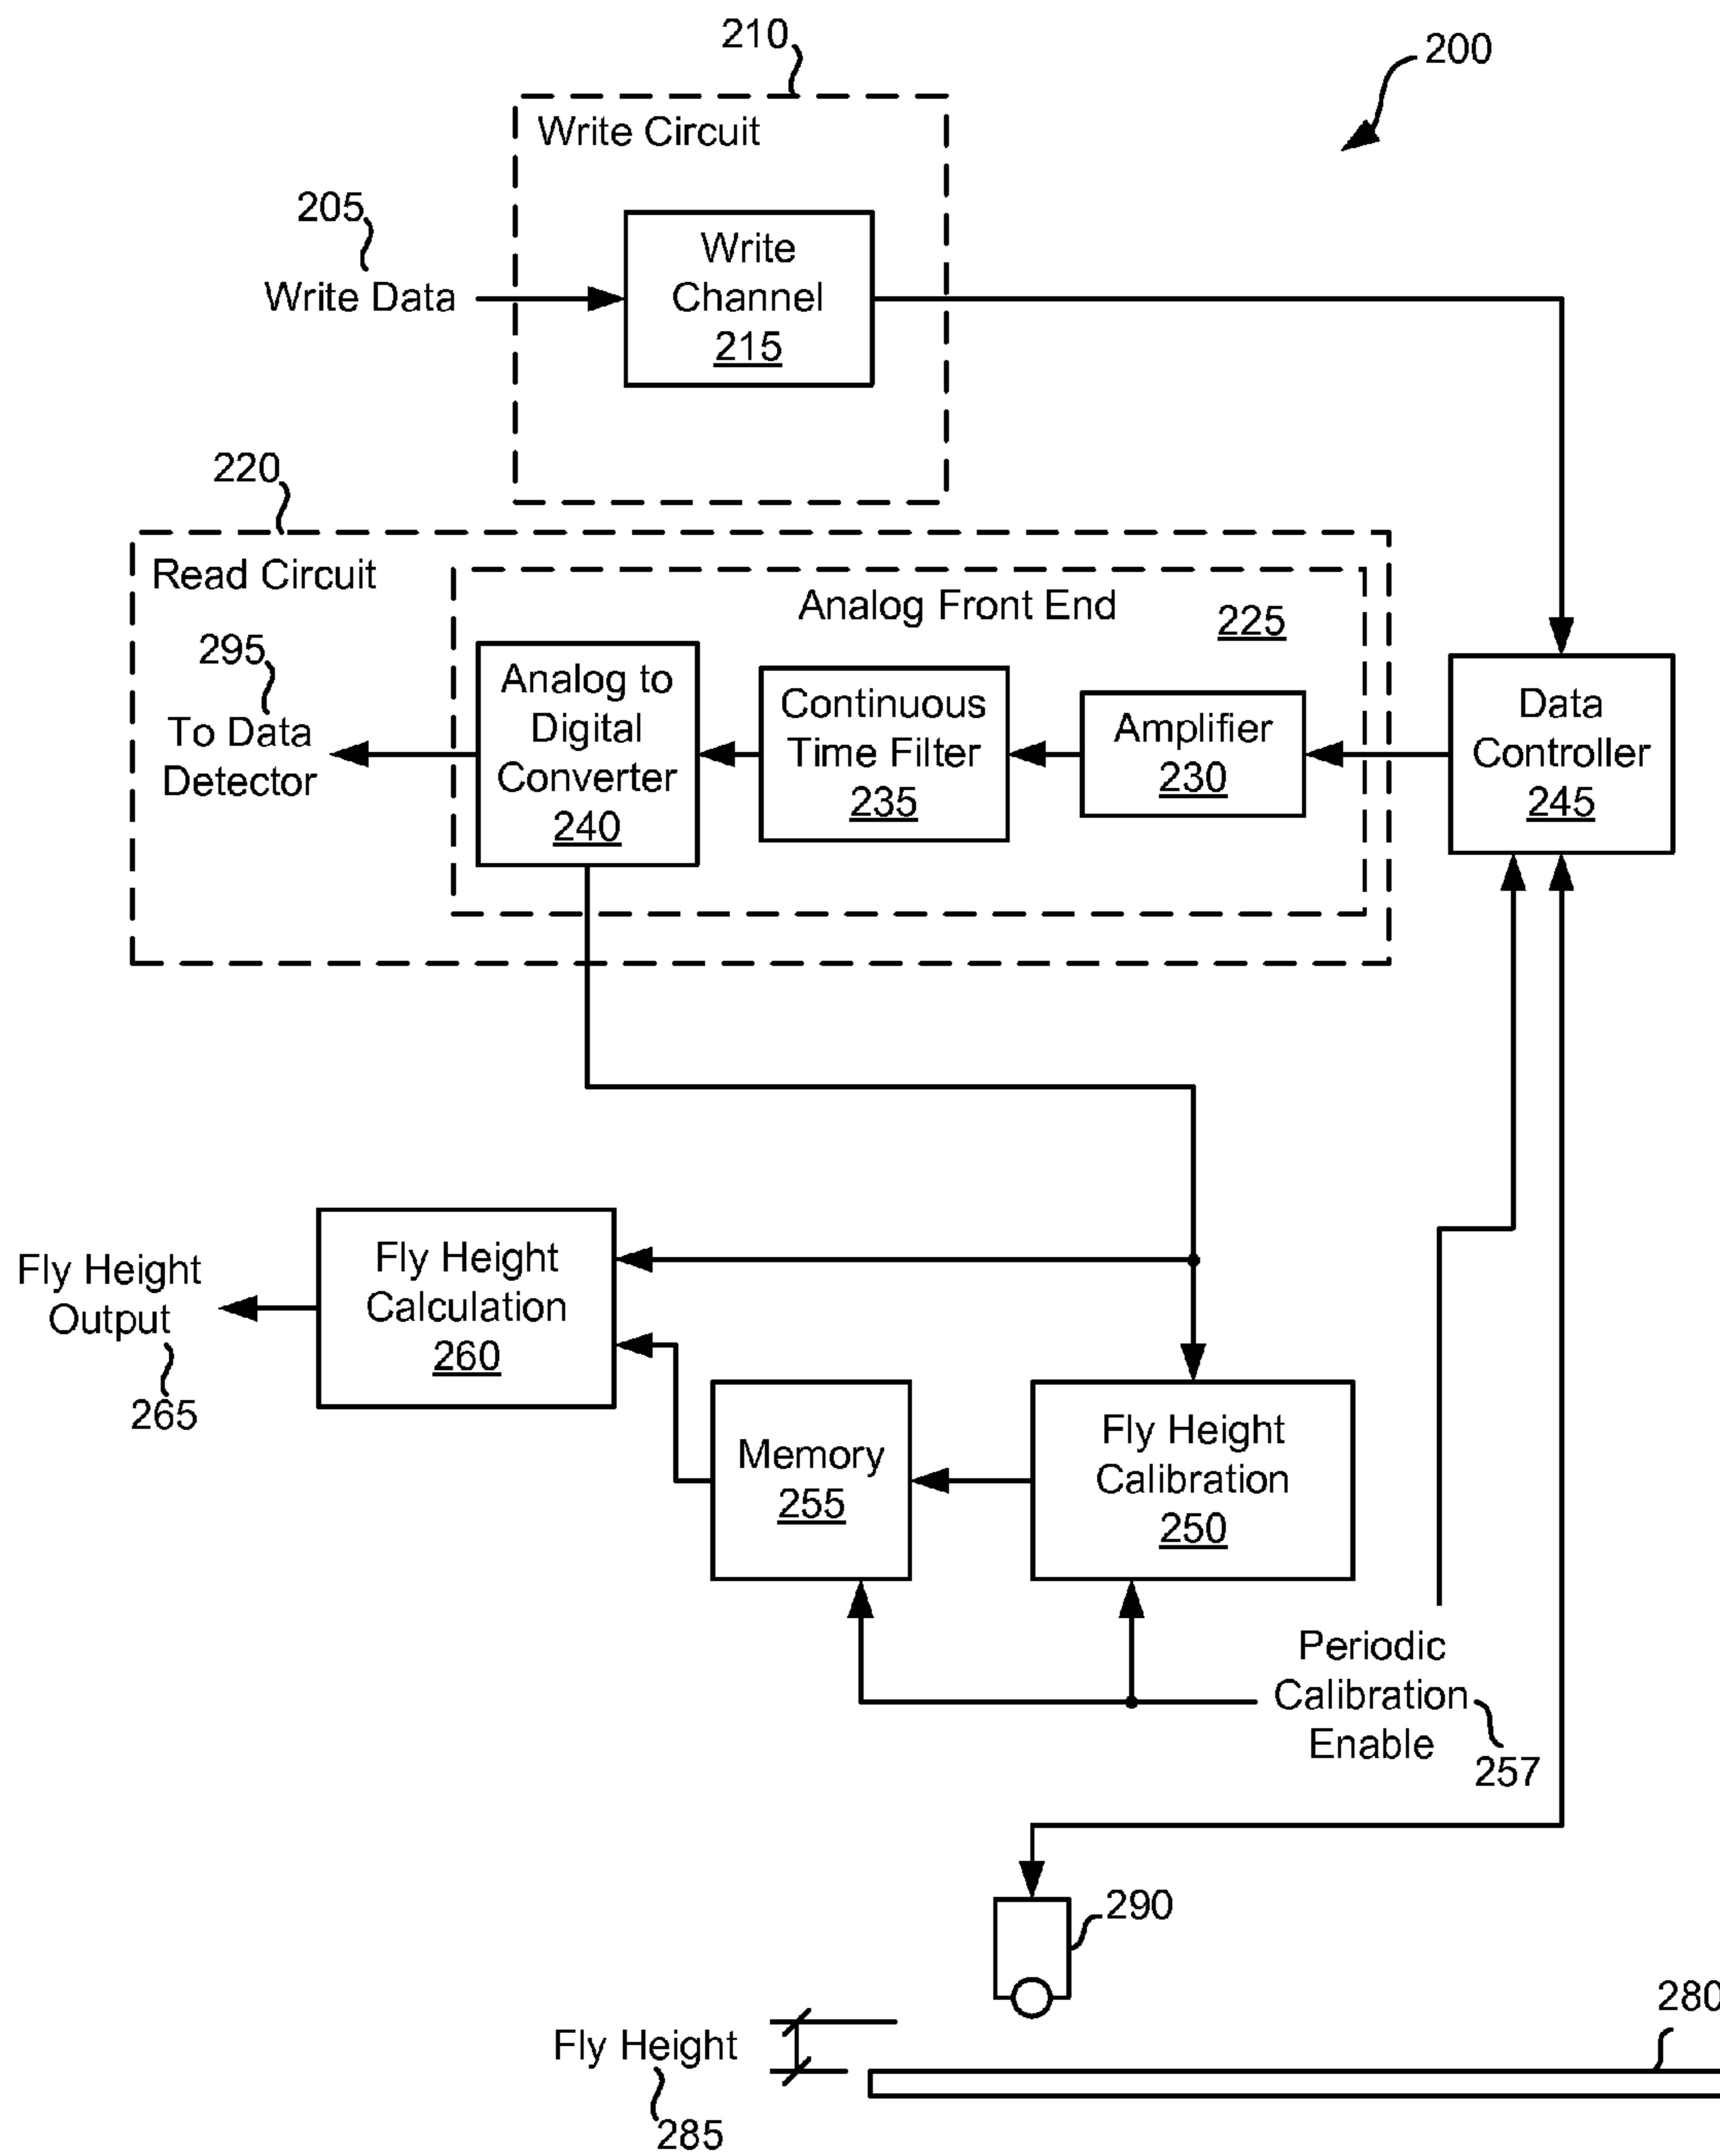 210
200
Write Circuit
205
Write Data
Write
Channel
215
220
Read Circuit
Analog Front End
225
295
To Data
Detector
Analog to
Digital
Converter
240
Continuous
Time Filter
235
Amplifier
230
Data
Controller
245
Fly Height
Output
265
Fly Height
Calculation
260
Memory
255
Fly Height
Calibration
250
Periodic
Calibration
Enable
257
290
280
Fly Height
285